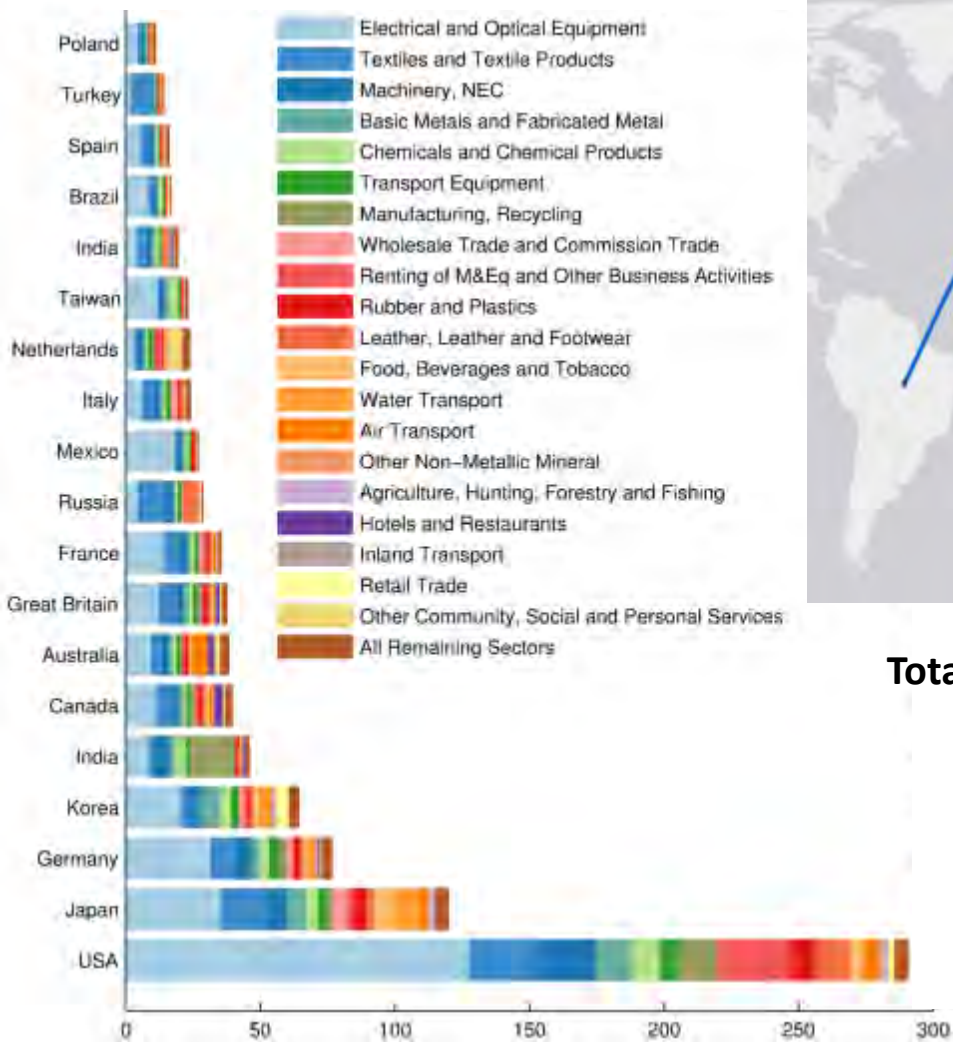 Poland
Turkey
Spain
Brazil
India
Taiwan
Netherlands
Italy
Mexico
Russia
France
Great Britain
Australia
Canada
India
Korea
Germany
Japan
USA
Electrical and Optical Equipment
Textiles and Textile Products
Machinery, NEC
Basic Metals and Fabricated Metal
Chemicals and Chemical Products
Transport Equipment
Manufacturing, Recycling
Wholesale Trade and Commission Trade
Renting of M&Eq and Other Business Activities
Rubber and Plastics
Leather, Leather and Footwear
Food, Beverages and Tobacco
Water Transport
Air Transport
Other Non-Metallic Mineral
Agriculture, Hunting, Forestry and Fishing
Hotels and Restaurants
Inland Transport
Retail Trade
Other Community, Social and Personal Services
All Remaining Sectors
Tota
0 50 100 150 200 250 300